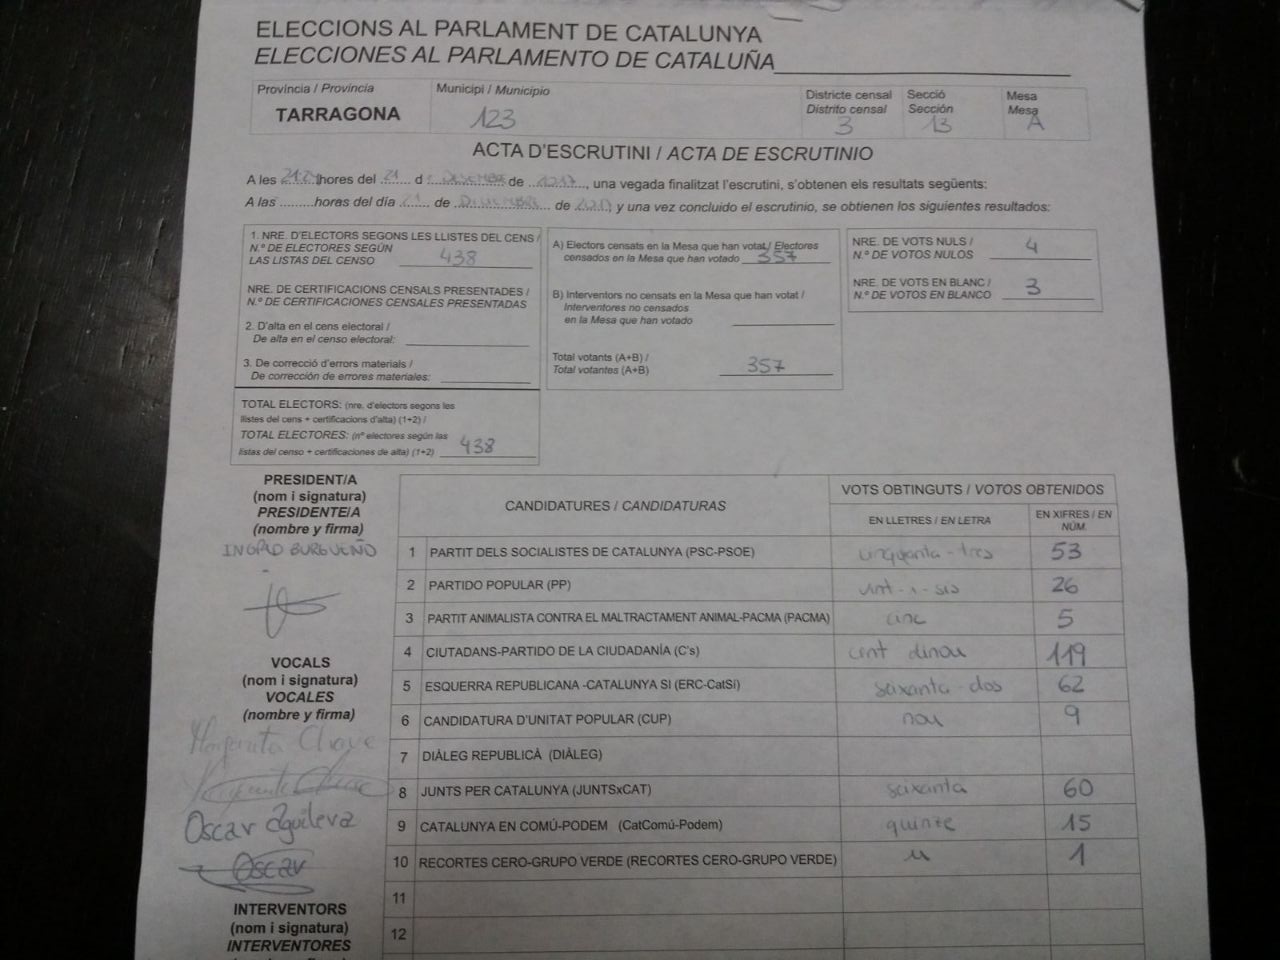 ELECCIONS AL PARLAMENT DE CATALUNYA
ELECCIONES AL PARLAMENTO DE CATALUÑA
Província / Provincia
TARRAGONA
Municipi / Municipio
123
Districte censal
Distrito censal
3
Secció
Sección
13
Mesa
Mesa
A
ACTA D'ESCRUTINI / ACTA DE ESCRUTINIO
A les hores del 21 d DESEMBRE de 2017, una vegada finalitzat l'escrutini, s'obtenen els resultats següents:
A las ........hores del día 21 de DICIEMBRE de 2017, y una vez concluido el escrutinio, se obtienen los siguientes resultados:
1. NRE. D'ELECTORS SEGONS LES LLISTES DEL CENS /
N.º DE ELECTORES SEGÚN
LAS LISTAS DEL CENSO 438
NRE. DE CERTIFICACIONS CENSALS PRESENTADES /
N.º DE CERTIFICACIONES CENSALES PRESENTADAS
2. D'alta en el cens electoral /
De alta en el censo electoral:
3. De correcció d'errors materials /
De corrección de errores materiales:
TOTAL ELECTORS: (nre. d'electors segons les
llistes del cens + certificacions d'alta) (1+2) /
TOTAL ELECTORES: (nº electores según las
listas del censo + certificaciones de alta) (1+2) 438
A) Electors censats en la Mesa que han votat / Electores
censados en la Mesa que han votado 357
B) Interventors no censats en la Mesa que han votat /
Interventores no censados
en la Mesa que han votado
Total votants (A+B) /
Total votantes (A+B) 357
NRE. DE VOTS NULS /
N.º DE VOTOS NULOS 4
NRE. DE VOTS EN BLANC /
N.º DE VOTOS EN BLANCO 3
PRESIDENT/A
(nom i signatura)
PRESIDENTE/A
(nombre y firma)
INGRID BURGUEÑO
VOCALS
(nom i signatura)
VOCALES
(nombre y firma)
Margarita Chave
Oscar Aguilera
Oscar
INTERVENTORS
(nom i signatura)
INTERVENTORES
CANDIDATURES / CANDIDATURAS
VOTS OBTINGUTS / VOTOS OBTENIDOS
EN LLETRES / EN LETRA
EN XIFRES / EN NÚM.
1 PARTIT DELS SOCIALISTES DE CATALUNYA (PSC-PSOE) cinquanta-tres 53
2 PARTIDO POPULAR (PP) vint-i-sis 26
3 PARTIT ANIMALISTA CONTRA EL MALTRACTAMENT ANIMAL-PACMA (PACMA) cinc 5
4 CIUTADANS-PARTIDO DE LA CIUDADANÍA (C's) cent dinou 119
5 ESQUERRA REPUBLICANA -CATALUNYA SÍ (ERC-CatSí) seixanta-dos 62
6 CANDIDATURA D'UNITAT POPULAR (CUP) nou 9
7 DIÀLEG REPUBLICÀ (DIÀLEG)
8 JUNTS PER CATALUNYA (JUNTSxCAT) seixanta 60
9 CATALUNYA EN COMÚ-PODEM (CatComú-Podem) quinze 15
10 RECORTES CERO-GRUPO VERDE (RECORTES CERO-GRUPO VERDE) u 1
11
12